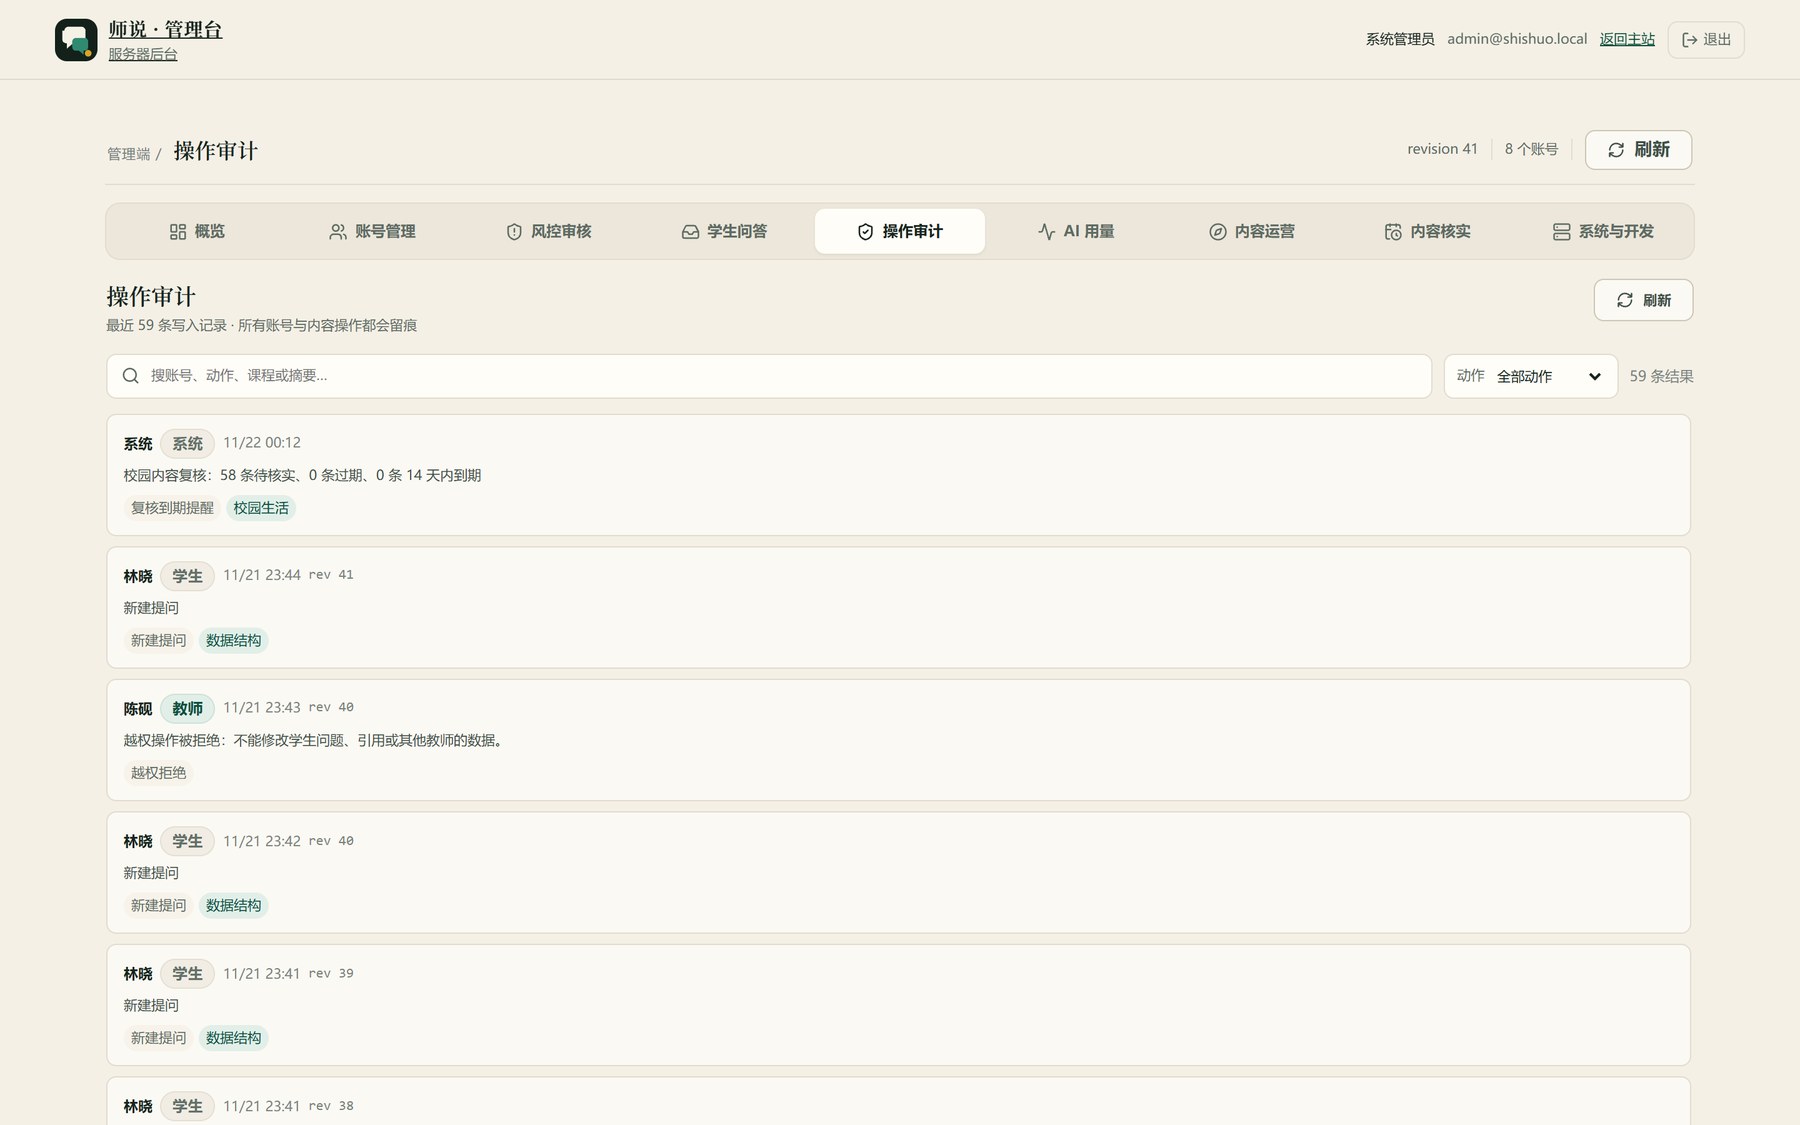 师说 · 管理台
服务器后台
系统管理员 admin@shishuo.local 返回主站 退出
管理端 / 操作审计
revision 41 8 个账号 刷新
概览 账号管理 风控审核 学生问答 操作审计 AI 用量 内容运营 内容核实 系统与开发
操作审计
刷新
最近 59 条写入记录 · 所有账号与内容操作都会留痕
搜账号、动作、课程或摘要...
动作 全部动作 59 条结果
系统 系统 11/22 00:12
校园内容复核：58 条待核实、0 条过期、0 条 14 天内到期
复核到期提醒 校园生活
林晓 学生 11/21 23:44 rev 41
新建提问
新建提问 数据结构
陈砚 教师 11/21 23:43 rev 40
越权操作被拒绝：不能修改学生问题、引用或其他教师的数据。
越权拒绝
林晓 学生 11/21 23:42 rev 40
新建提问
新建提问 数据结构
林晓 学生 11/21 23:41 rev 39
新建提问
新建提问 数据结构
林晓 学生 11/21 23:41 rev 38